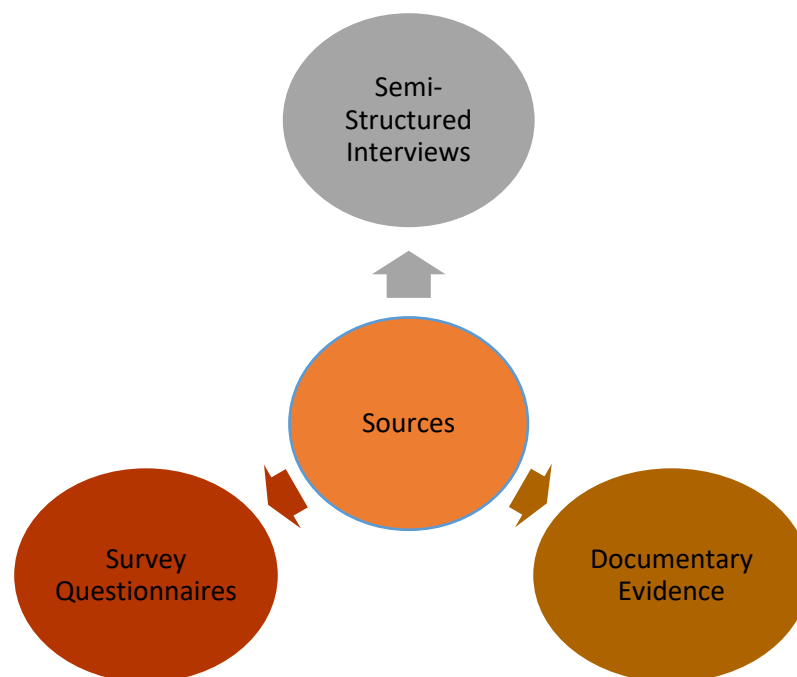 Semi-
Structured
Interviews
Sources
Survey
Questionnaires
Documentary
Evidence